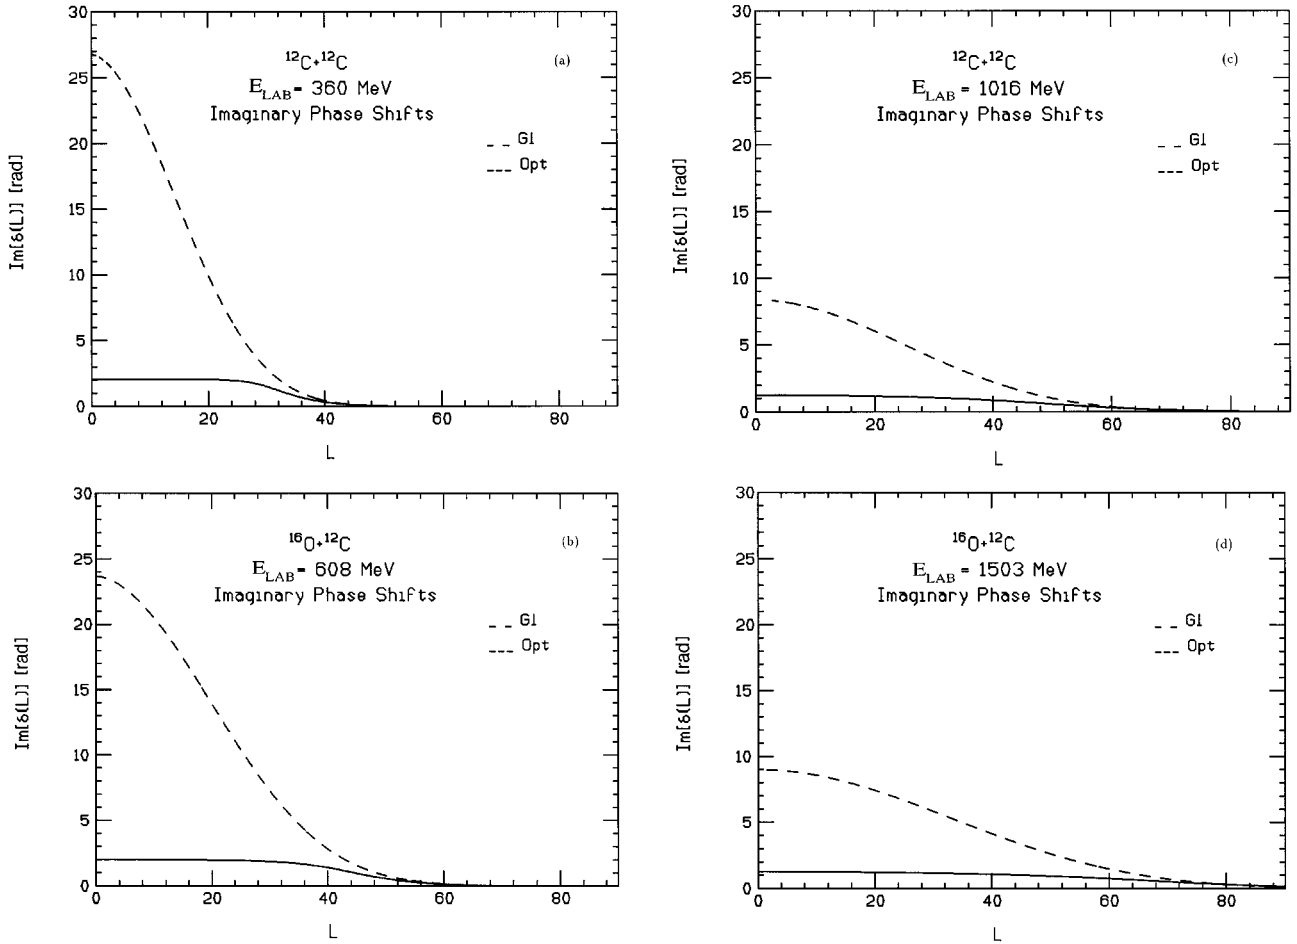 30
25
20
15
10
5
0
Im[δ(L)] [rad]
¹²C+¹²C
(a)
E_LAB = 360 MeV
Imaginary Phase Shifts
Gl
Opt
0 20 40 60 80
L
30
25
20
15
10
5
0
Im[δ(L)] [rad]
¹²C+¹²C
(c)
E_LAB = 1016 MeV
Imaginary Phase Shifts
Gl
Opt
0 20 40 60 80
L
30
25
20
15
10
5
0
Im[δ(L)] [rad]
¹⁶O+¹²C
(b)
E_LAB = 608 MeV
Imaginary Phase Shifts
Gl
Opt
0 20 40 60 80
L
30
25
20
15
10
5
0
Im[δ(L)] [rad]
¹⁶O+¹²C
(d)
E_LAB = 1503 MeV
Imaginary Phase Shifts
Gl
Opt
0 20 40 60 80
L